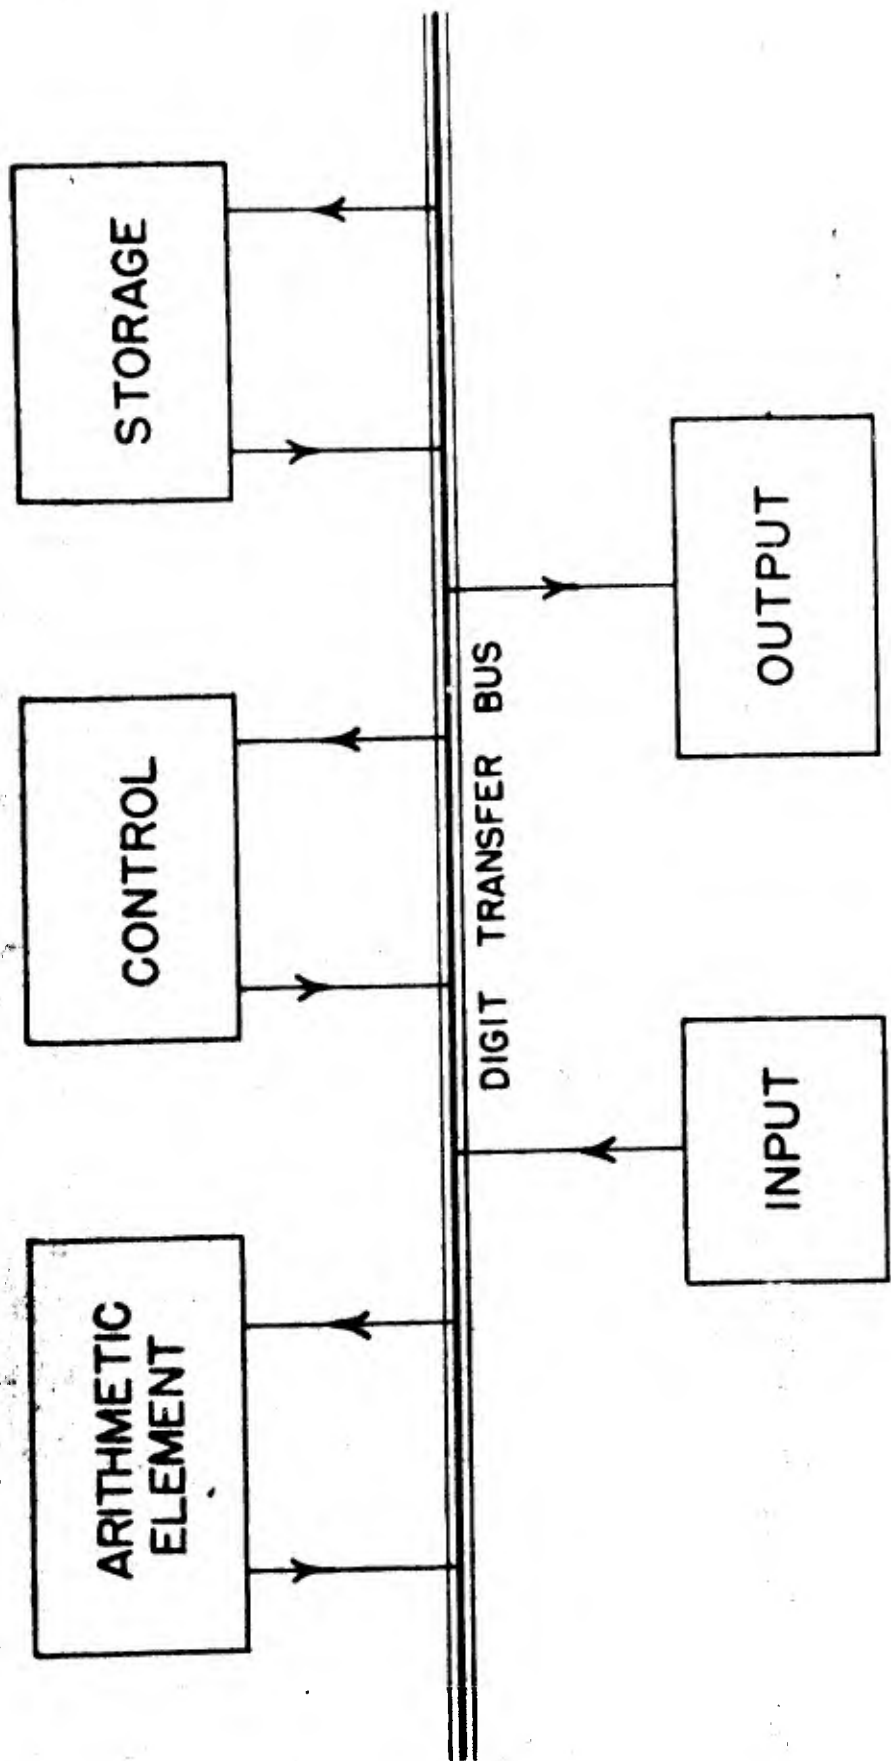 ARITHMETIC
ELEMENT
CONTROL
STORAGE
DIGIT TRANSFER BUS
INPUT
OUTPUT